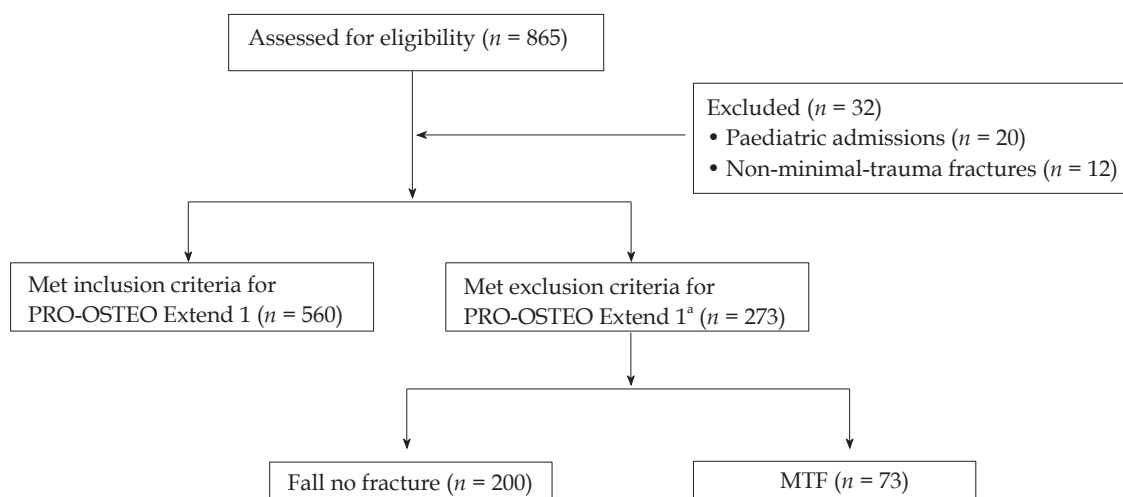 Assessed for eligibility (n = 865)
Excluded (n = 32)
• Paediatric admissions (n = 20)
• Non-minimal-trauma fractures (n = 12)
Met inclusion criteria for
PRO-OSTEO Extend 1 (n = 560)
Met exclusion criteria for
PRO-OSTEO Extend 1ᵃ (n = 273)
Fall no fracture (n = 200)
MTF (n = 73)